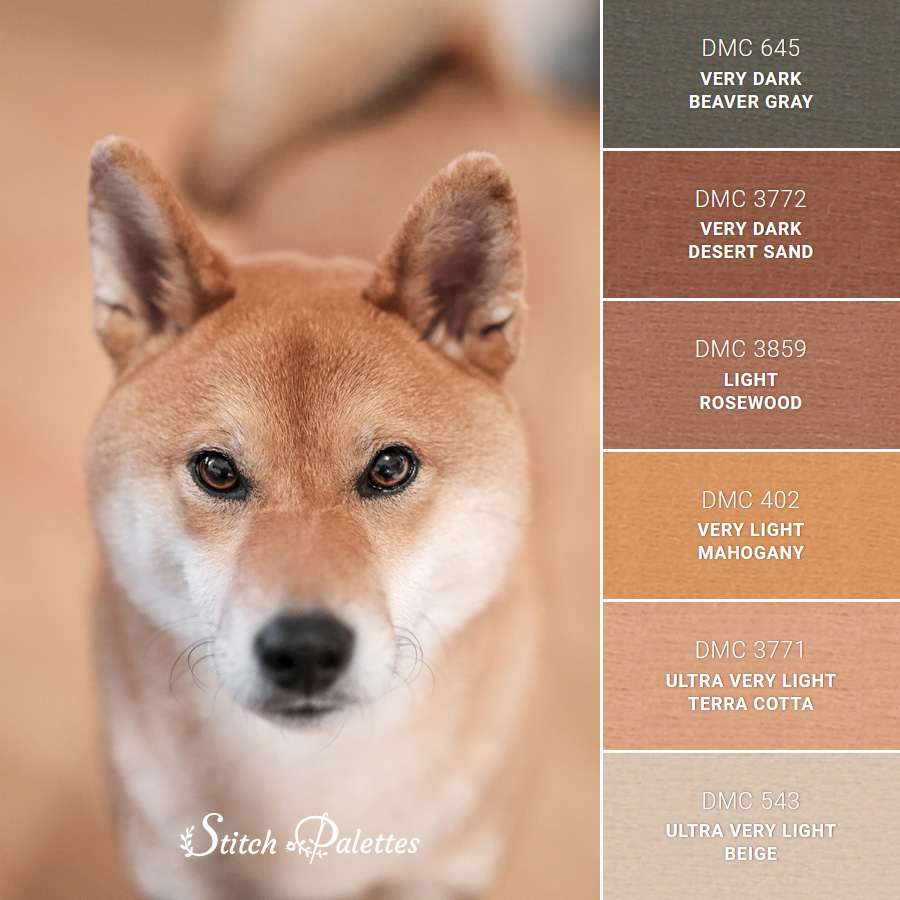 DMC 645
VERY DARK
BEAVER GRAY
DMC 3772
VERY DARK
DESERT SAND
DMC 3859
LIGHT
ROSEWOOD
DMC 402
VERY LIGHT
MAHOGANY
DMC 3771
ULTRA VERY LIGHT
TERRA COTTA
DMC 543
ULTRA VERY LIGHT
BEIGE
Stitch Palettes